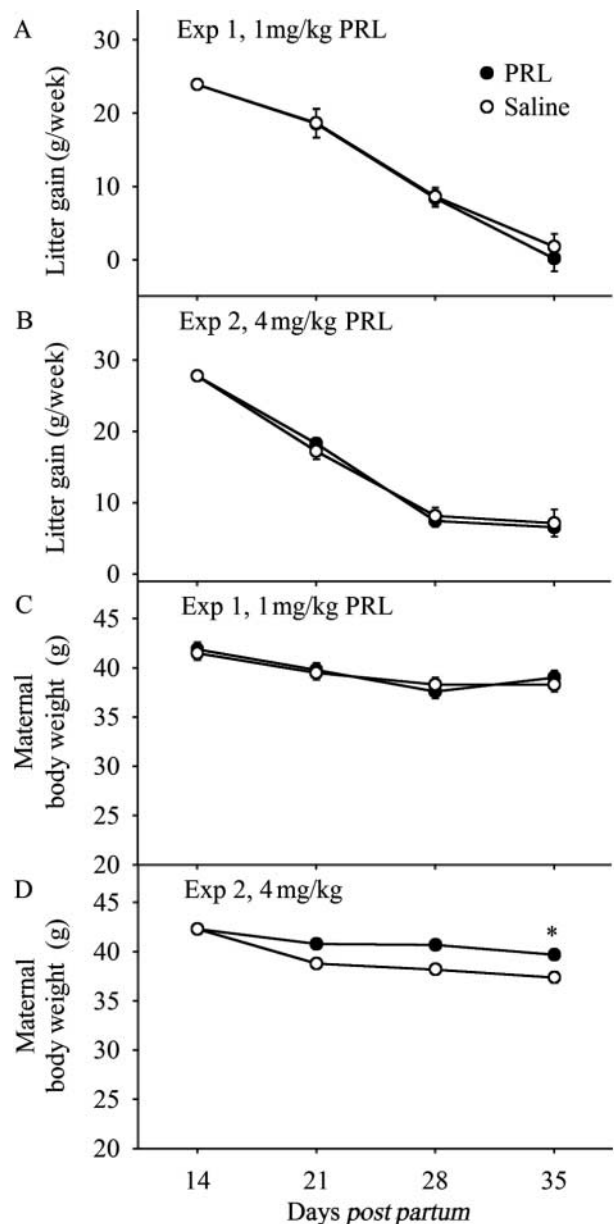 A
Exp 1, 1mg/kg PRL
PRL
Saline
Litter gain (g/week)
30
20
10
0
B
Exp 2, 4mg/kg PRL
Litter gain (g/week)
30
20
10
0
C
Exp 1, 1mg/kg PRL
Maternal
body weight (g)
45
40
35
30
25
20
D
Exp 2, 4mg/kg
*
Maternal
body weight (g)
45
40
35
30
25
20
14 21 28 35
Days post partum